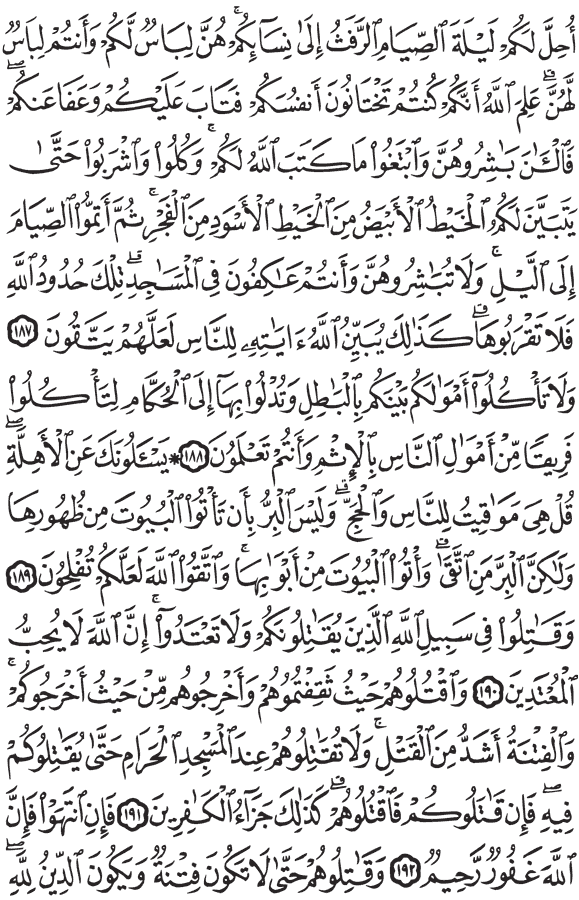 أُحِلَّ لَكُمْ لَيْلَةَ ٱلصِّيَامِ ٱلرَّفَثُ إِلَىٰ نِسَآئِكُمْ ۚ هُنَّ لِبَاسٌ لَّكُمْ وَأَنتُمْ لِبَاسٌ
لَّهُنَّ ۗ عَلِمَ ٱللَّهُ أَنَّكُمْ كُنتُمْ تَخْتَانُونَ أَنفُسَكُمْ فَتَابَ عَلَيْكُمْ وَعَفَا عَنكُمْ ۖ
فَٱلْـَٰٔنَ بَـٰشِرُوهُنَّ وَٱبْتَغُوا۟ مَا كَتَبَ ٱللَّهُ لَكُمْ ۚ وَكُلُوا۟ وَٱشْرَبُوا۟ حَتَّىٰ
يَتَبَيَّنَ لَكُمُ ٱلْخَيْطُ ٱلْأَبْيَضُ مِنَ ٱلْخَيْطِ ٱلْأَسْوَدِ مِنَ ٱلْفَجْرِ ۖ ثُمَّ أَتِمُّوا۟ ٱلصِّيَامَ
إِلَى ٱلَّيْلِ ۚ وَلَا تُبَـٰشِرُوهُنَّ وَأَنتُمْ عَـٰكِفُونَ فِى ٱلْمَسَـٰجِدِ ۗ تِلْكَ حُدُودُ ٱللَّهِ
فَلَا تَقْرَبُوهَا ۗ كَذَٰلِكَ يُبَيِّنُ ٱللَّهُ ءَايَـٰتِهِۦ لِلنَّاسِ لَعَلَّهُمْ يَتَّقُونَ ١٨٧
وَلَا تَأْكُلُوٓا۟ أَمْوَٰلَكُم بَيْنَكُم بِٱلْبَـٰطِلِ وَتُدْلُوا۟ بِهَآ إِلَى ٱلْحُكَّامِ لِتَأْكُلُوا۟
فَرِيقًا مِّنْ أَمْوَٰلِ ٱلنَّاسِ بِٱلْإِثْمِ وَأَنتُمْ تَعْلَمُونَ ١٨٨ * يَسْـَٔلُونَكَ عَنِ ٱلْأَهِلَّةِ ۖ
قُلْ هِىَ مَوَٰقِيتُ لِلنَّاسِ وَٱلْحَجِّ ۗ وَلَيْسَ ٱلْبِرُّ بِأَن تَأْتُوا۟ ٱلْبُيُوتَ مِن ظُهُورِهَا
وَلَـٰكِنَّ ٱلْبِرَّ مَنِ ٱتَّقَىٰ ۗ وَأْتُوا۟ ٱلْبُيُوتَ مِنْ أَبْوَٰبِهَا ۚ وَٱتَّقُوا۟ ٱللَّهَ لَعَلَّكُمْ تُفْلِحُونَ ١٨٩
وَقَـٰتِلُوا۟ فِى سَبِيلِ ٱللَّهِ ٱلَّذِينَ يُقَـٰتِلُونَكُمْ وَلَا تَعْتَدُوٓا۟ ۚ إِنَّ ٱللَّهَ لَا يُحِبُّ
ٱلْمُعْتَدِينَ ١٩٠ وَٱقْتُلُوهُمْ حَيْثُ ثَقِفْتُمُوهُمْ وَأَخْرِجُوهُم مِّنْ حَيْثُ أَخْرَجُوكُمْ ۚ
وَٱلْفِتْنَةُ أَشَدُّ مِنَ ٱلْقَتْلِ ۚ وَلَا تُقَـٰتِلُوهُمْ عِندَ ٱلْمَسْجِدِ ٱلْحَرَامِ حَتَّىٰ يُقَـٰتِلُوكُمْ
فِيهِ ۖ فَإِن قَـٰتَلُوكُمْ فَٱقْتُلُوهُمْ ۗ كَذَٰلِكَ جَزَآءُ ٱلْكَـٰفِرِينَ ١٩١ فَإِنِ ٱنتَهَوْا۟ فَإِنَّ
ٱللَّهَ غَفُورٌ رَّحِيمٌ ١٩٢ وَقَـٰتِلُوهُمْ حَتَّىٰ لَا تَكُونَ فِتْنَةٌ وَيَكُونَ ٱلدِّينُ لِلَّهِ ۖ